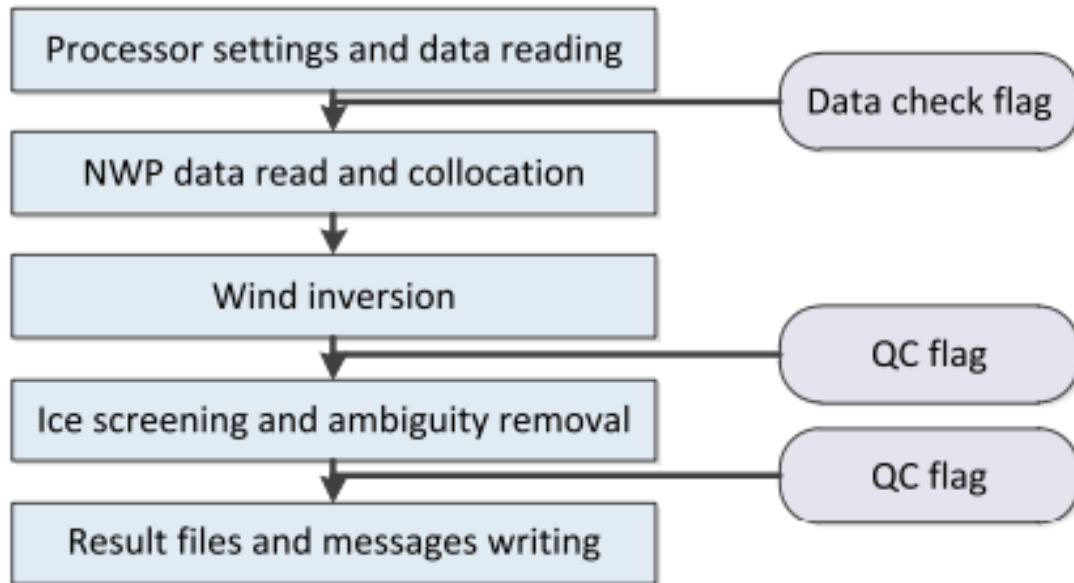 Processor settings and data reading
Data check flag
NWP data read and collocation
Wind inversion
QC flag
Ice screening and ambiguity removal
QC flag
Result files and messages writing